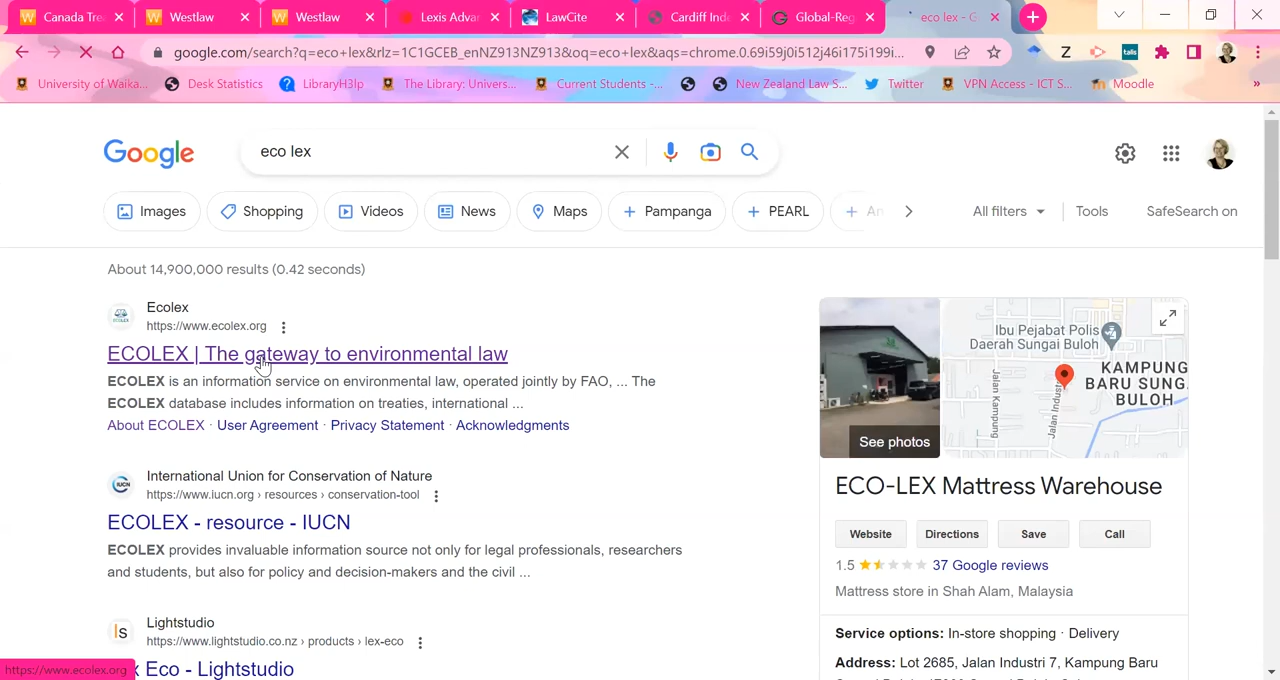 Canada Trea
Westlaw
Westlaw
Lexis Advan
LawCite
Cardiff Inde
Global-Reg
eco lex - G
google.com/search?q=eco+lex&rlz=1C1GCEB_enNZ913NZ913&oq=eco+lex&aqs=chrome.0.69i59j0i512j46i175i199i...
University of Waika...
Desk Statistics
LibraryH3lp
The Library: Univers...
Current Students -...
New Zealand Law S...
Twitter
VPN Access - ICT S...
Moodle
»
Google
eco lex
Images
Shopping
Videos
News
Maps
+ Pampanga
+ PEARL
+ An
All filters
Tools
SafeSearch on
About 14,900,000 results (0.42 seconds)
Ecolex
https://www.ecolex.org
ECOLEX | The gateway to environmental law
ECOLEX is an information service on environmental law, operated jointly by FAO, ... The
ECOLEX database includes information on treaties, international ...
About ECOLEX · User Agreement · Privacy Statement · Acknowledgments
International Union for Conservation of Nature
https://www.iucn.org › resources › conservation-tool
ECOLEX - resource - IUCN
ECOLEX provides invaluable information source not only for legal professionals, researchers
and students, but also for policy and decision-makers and the civil ...
ls
Lightstudio
https://www.lightstudio.co.nz › products › lex-eco
Eco - Lightstudio
https://www.ecolex.org
See photos
Ibu Pejabat Polis
Daerah Sungai Buloh
Jalan Kampung
Jalan Indust
KAMPUNG
BARU SUNG
BULOH
ECO-LEX Mattress Warehouse
Website
Directions
Save
Call
1.5
37 Google reviews
Mattress store in Shah Alam, Malaysia
Service options: In-store shopping · Delivery
Address: Lot 2685, Jalan Industri 7, Kampung Baru